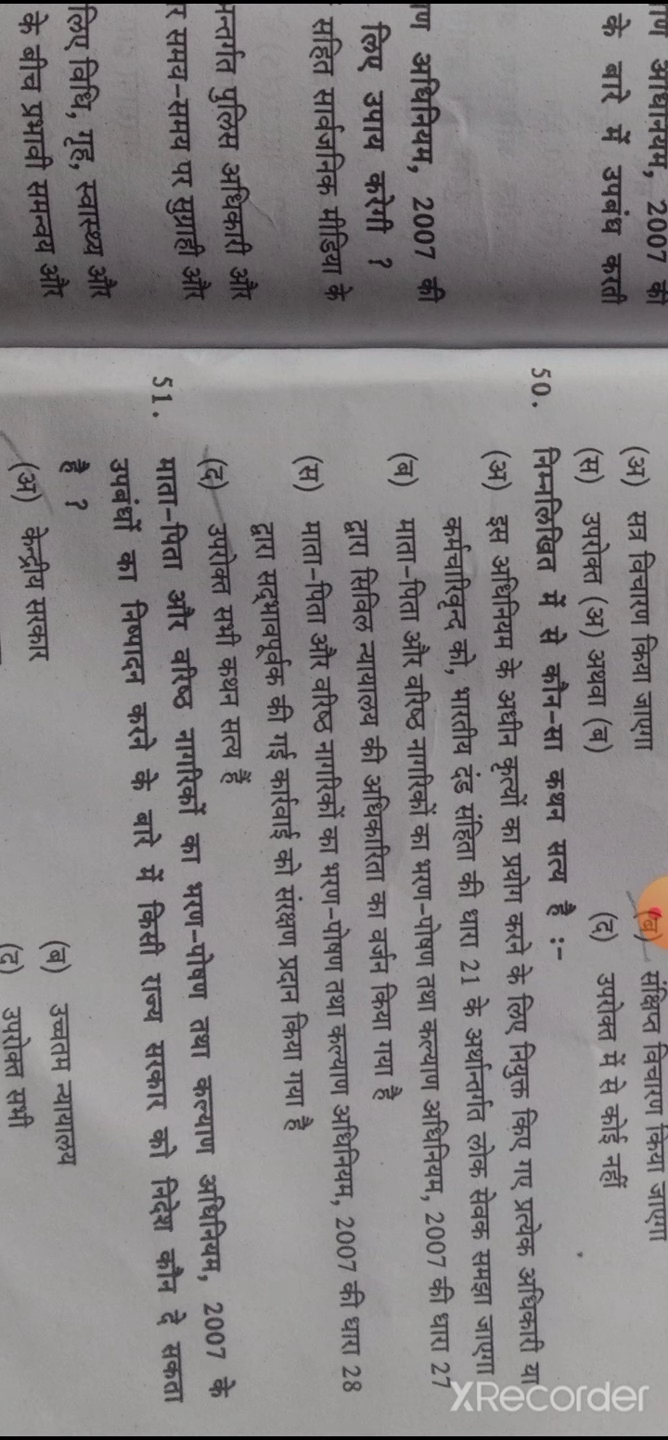 ाण अधिनियम, 2007 की
के बारे में उपबंध करती
ाण अधिनियम, 2007 की
लिए उपाय करेगी ?
सहित सार्वजनिक मीडिया के
न्तर्गत पुलिस अधिकारी और
र समय-समय पर सुग्राही और
लिए विधि, गृह, स्वास्थ्य और
के बीच प्रभावी समन्वय और
(अ) सत्र विचारण किया जाएगा (ब) संक्षिप्त विचारण किया जाएगा
(स) उपरोक्त (अ) अथवा (ब) (द) उपरोक्त में से कोई नहीं
50. निम्नलिखित में से कौन-सा कथन सत्य है :-
(अ) इस अधिनियम के अधीन कृत्यों का प्रयोग करने के लिए नियुक्त किए गए प्रत्येक अधिकारी या
कर्मचारिवृन्द को, भारतीय दंड संहिता की धारा 21 के अर्थान्तर्गत लोक सेवक समझा जाएगा
(ब) माता-पिता और वरिष्ठ नागरिकों का भरण-पोषण तथा कल्याण अधिनियम, 2007 की धारा 27
द्वारा सिविल न्यायालय की अधिकारिता का वर्जन किया गया है
(स) माता-पिता और वरिष्ठ नागरिकों का भरण-पोषण तथा कल्याण अधिनियम, 2007 की धारा 28
द्वारा सद्भावपूर्वक की गई कार्रवाई को संरक्षण प्रदान किया गया है
(द) उपरोक्त सभी कथन सत्य हैं
51. माता-पिता और वरिष्ठ नागरिकों का भरण-पोषण तथा कल्याण अधिनियम, 2007 के
उपबंधों का निष्पादन करने के बारे में किसी राज्य सरकार को निदेश कौन दे सकता
है ?
(अ) केन्द्रीय सरकार (ब) उच्चतम न्यायालय
(द) उपरोक्त सभी
XRecorder